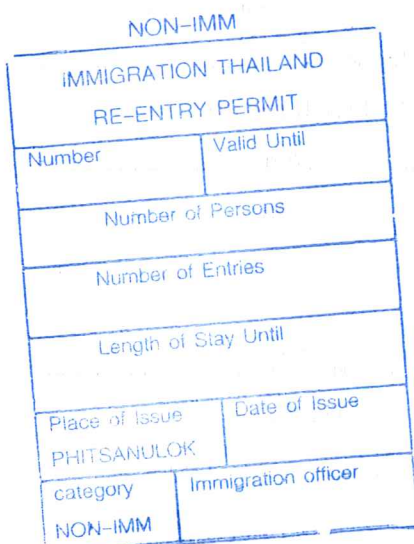 NON-IMM
IMMIGRATION THAILAND
RE-ENTRY PERMIT
Number Valid Until
Number of Persons
Number of Entries
Length of Stay Until
Place of Issue Date of Issue
PHITSANULOK
category Immigration officer
NON-IMM